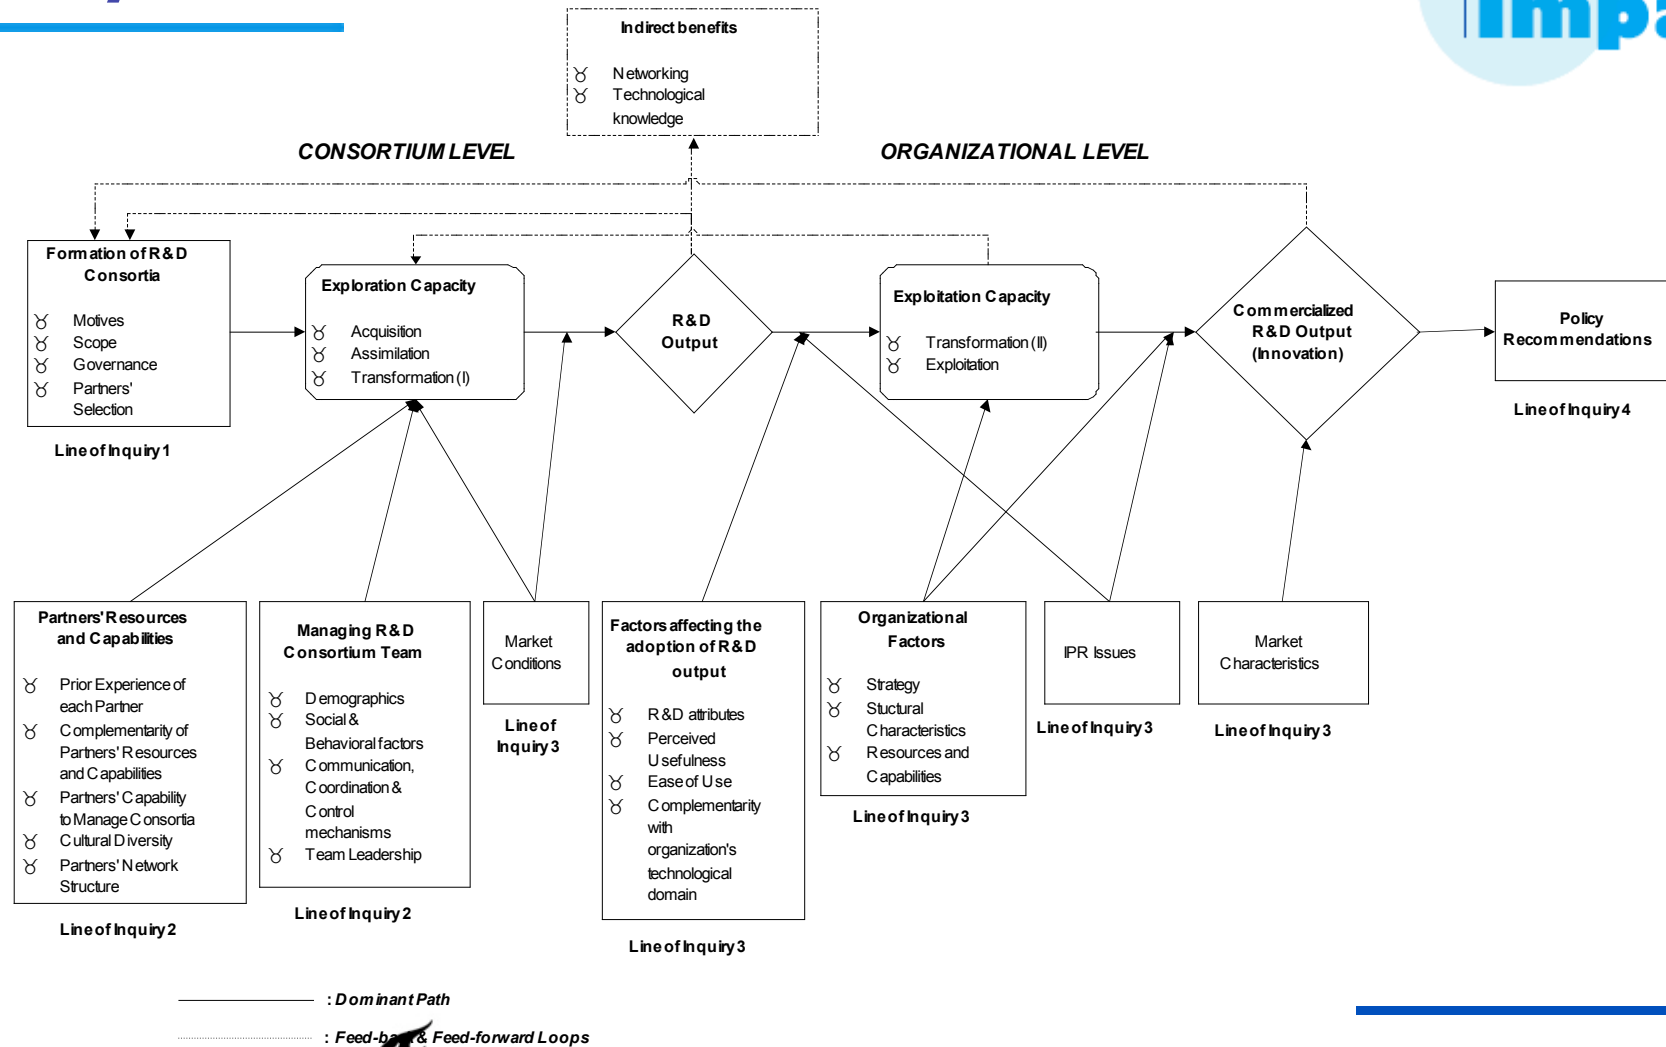 Impa
Indirect benefits
Networking
Technological
knowledge
CONSORTIUM LEVEL
ORGANIZATIONAL LEVEL
Formation of R&D
Consortia
Motives
Scope
Governance
Partners'
Selection
Line of Inquiry 1
Exploration Capacity
Acquisition
Assimilation
Transformation (I)
R&D
Output
Exploitation Capacity
Transformation (II)
Exploitation
Commercialized
R&D Output
(Innovation)
Policy
Recommendations
Line of Inquiry 4
Partners' Resources
and Capabilities
Prior Experience of
each Partner
Complementarity of
Partners' Resources
and Capabilities
Partners' Capability
to Manage Consortia
Cultural Diversity
Partners' Network
Structure
Line of Inquiry 2
Managing R&D
Consortium Team
Demographics
Social &
Behavioral factors
Communication,
Coordination &
Control
mechanisms
Team Leadership
Line of Inquiry 2
Market
Conditions
Line of
Inquiry 3
Factors affecting the
adoption of R&D
output
R&D attributes
Perceived
Usefulness
Ease of Use
Complementarity
with
organization's
technological
domain
Line of Inquiry 3
Organizational
Factors
Strategy
Stuctural
Characteristics
Resources and
Capabilities
Line of Inquiry 3
IPR Issues
Line of Inquiry 3
Market
Characteristics
Line of Inquiry 3
: Dominant Path
: Feed-back & Feed-forward Loops